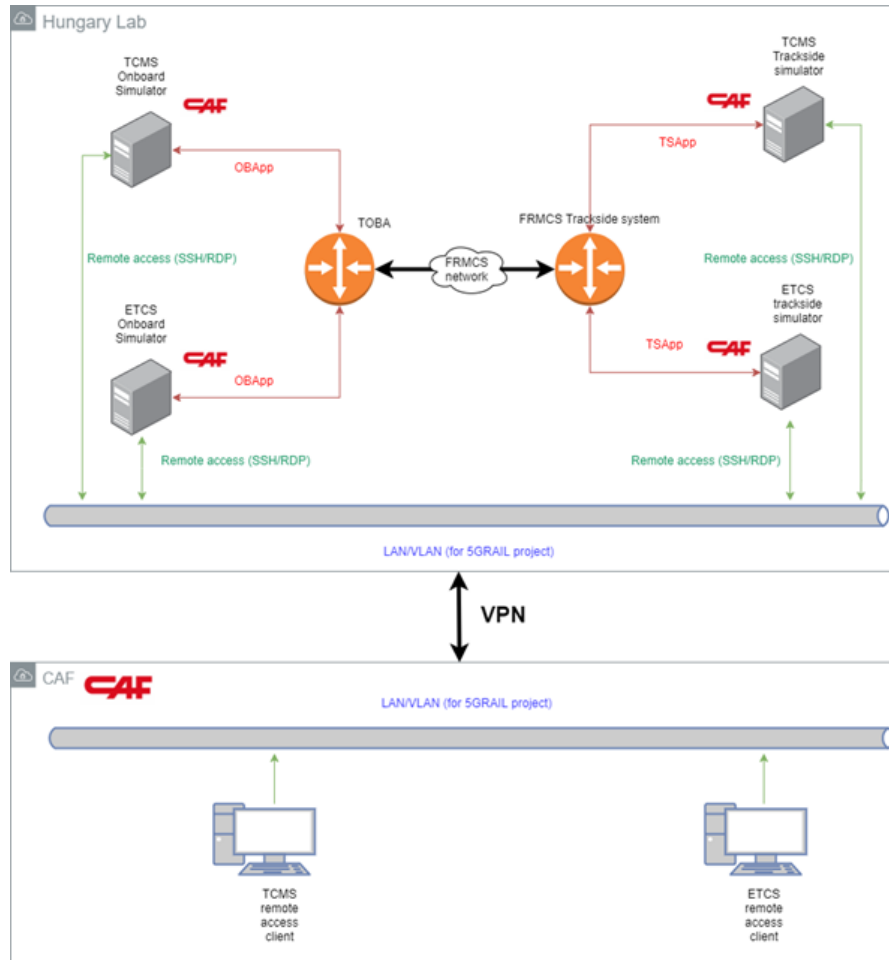 Hungary Lab
TCMS
Onboard
Simulator
CAF
OBApp
TCMS
Trackside
simulator
CAF
TSApp
TOBA
FRMCS Trackside system
FRMCS
network
Remote access (SSH/RDP)
Remote access (SSH/RDP)
ETCS
Onboard
Simulator
CAF
OBApp
ETCS
trackside
simulator
CAF
TSApp
Remote access (SSH/RDP)
Remote access (SSH/RDP)
LAN/VLAN (for 5GRAIL project)
VPN
CAF
CAF
LAN/VLAN (for 5GRAIL project)
TCMS
remote
access
client
ETCS
remote
access
client